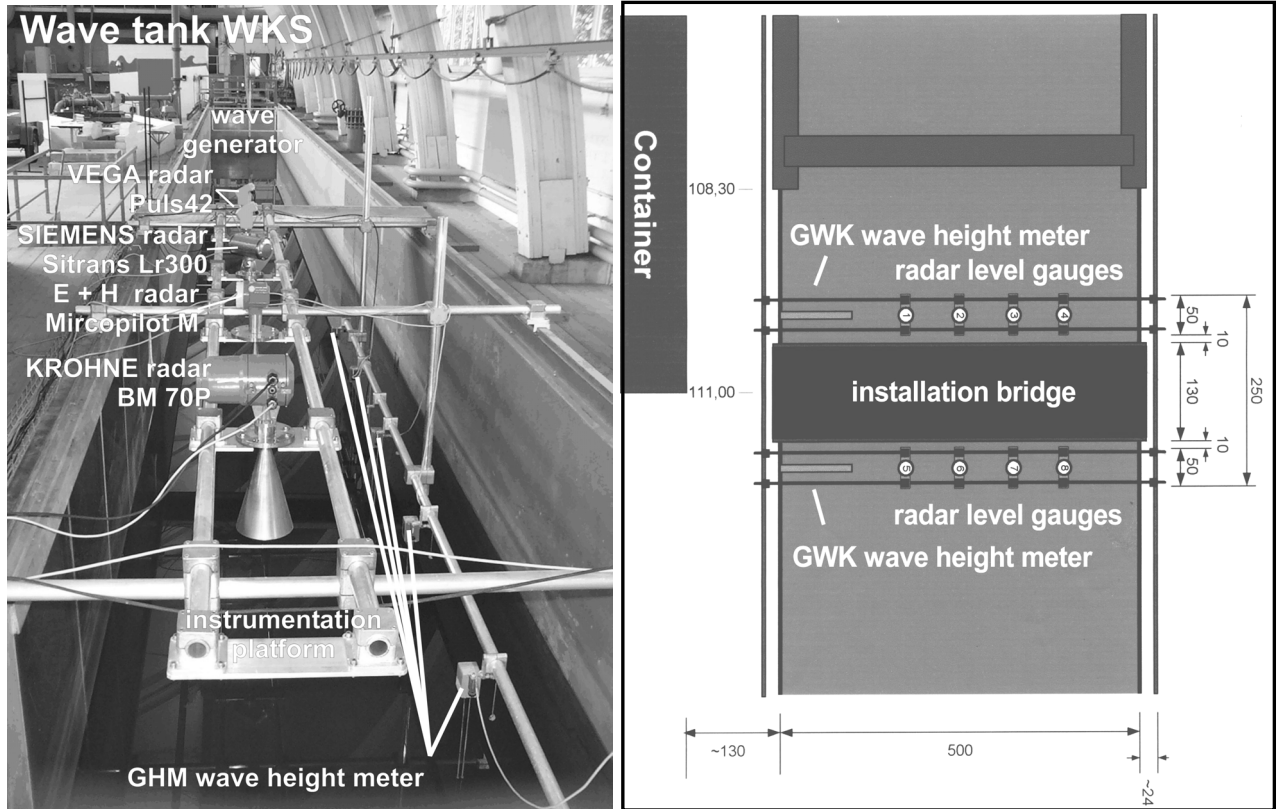 Wave tank WKS
wave
generator
VEGA radar
Puls42
SIEMENS radar
Sitrans Lr300
E + H radar
Mircopilot M
KROHNE radar
BM 70P
instrumentation
platform
GHM wave height meter
Container
108,30
GWK wave height meter
radar level gauges
1
2
3
4
50
10
installation bridge
111,00
130
250
10
5
6
7
8
50
radar level gauges
GWK wave height meter
~130
500
~24